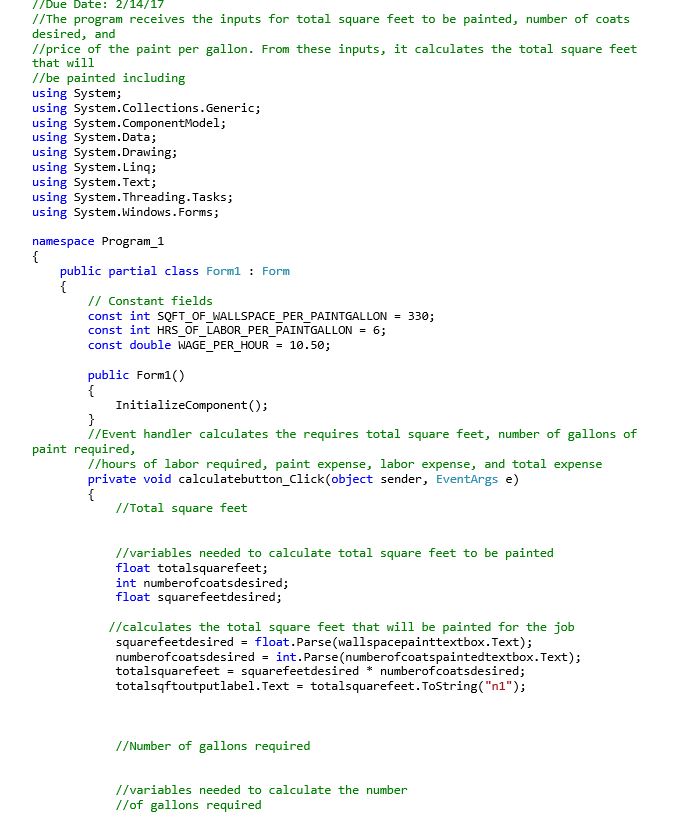 //Due Date: 2/14/17
//The program receives the inputs for total square feet to be painted, number of coats
desired, and
//price of the paint per gallon. From these inputs, it calculates the total square feet
that will
//be painted including
using System;
using System.Collections.Generic;
using System.ComponentModel;
using System.Data;
using System.Drawing;
using System.Linq;
using System.Text;
using System.Threading.Tasks;
using System.Windows.Forms;
namespace Program_1
{
public partial class Form1 : Form
{
// Constant fields
const int SQFT_OF_WALLSPACE_PER_PAINTGALLON = 330;
const int HRS_OF_LABOR_PER_PAINTGALLON = 6;
const double WAGE_PER_HOUR = 10.50;
public Form1()
{
InitializeComponent();
}
//Event handler calculates the requires total square feet, number of gallons of
paint required,
//hours of labor required, paint expense, labor expense, and total expense
private void calculatebutton_Click(object sender, EventArgs e)
{
//Total square feet
//variables needed to calculate total square feet to be painted
float totalsquarefeet;
int numberofcoatsdesired;
float squarefeetdesired;
//calculates the total square feet that will be painted for the job
squarefeetdesired = float.Parse(wallspacepainttextbox.Text);
numberofcoatsdesired = int.Parse(numberofcoatspaintedtextbox.Text);
totalsquarefeet = squarefeetdesired * numberofcoatsdesired;
totalsqftoutputlabel.Text = totalsquarefeet.ToString("n1");
//Number of gallons required
//variables needed to calculate the number
//of gallons required